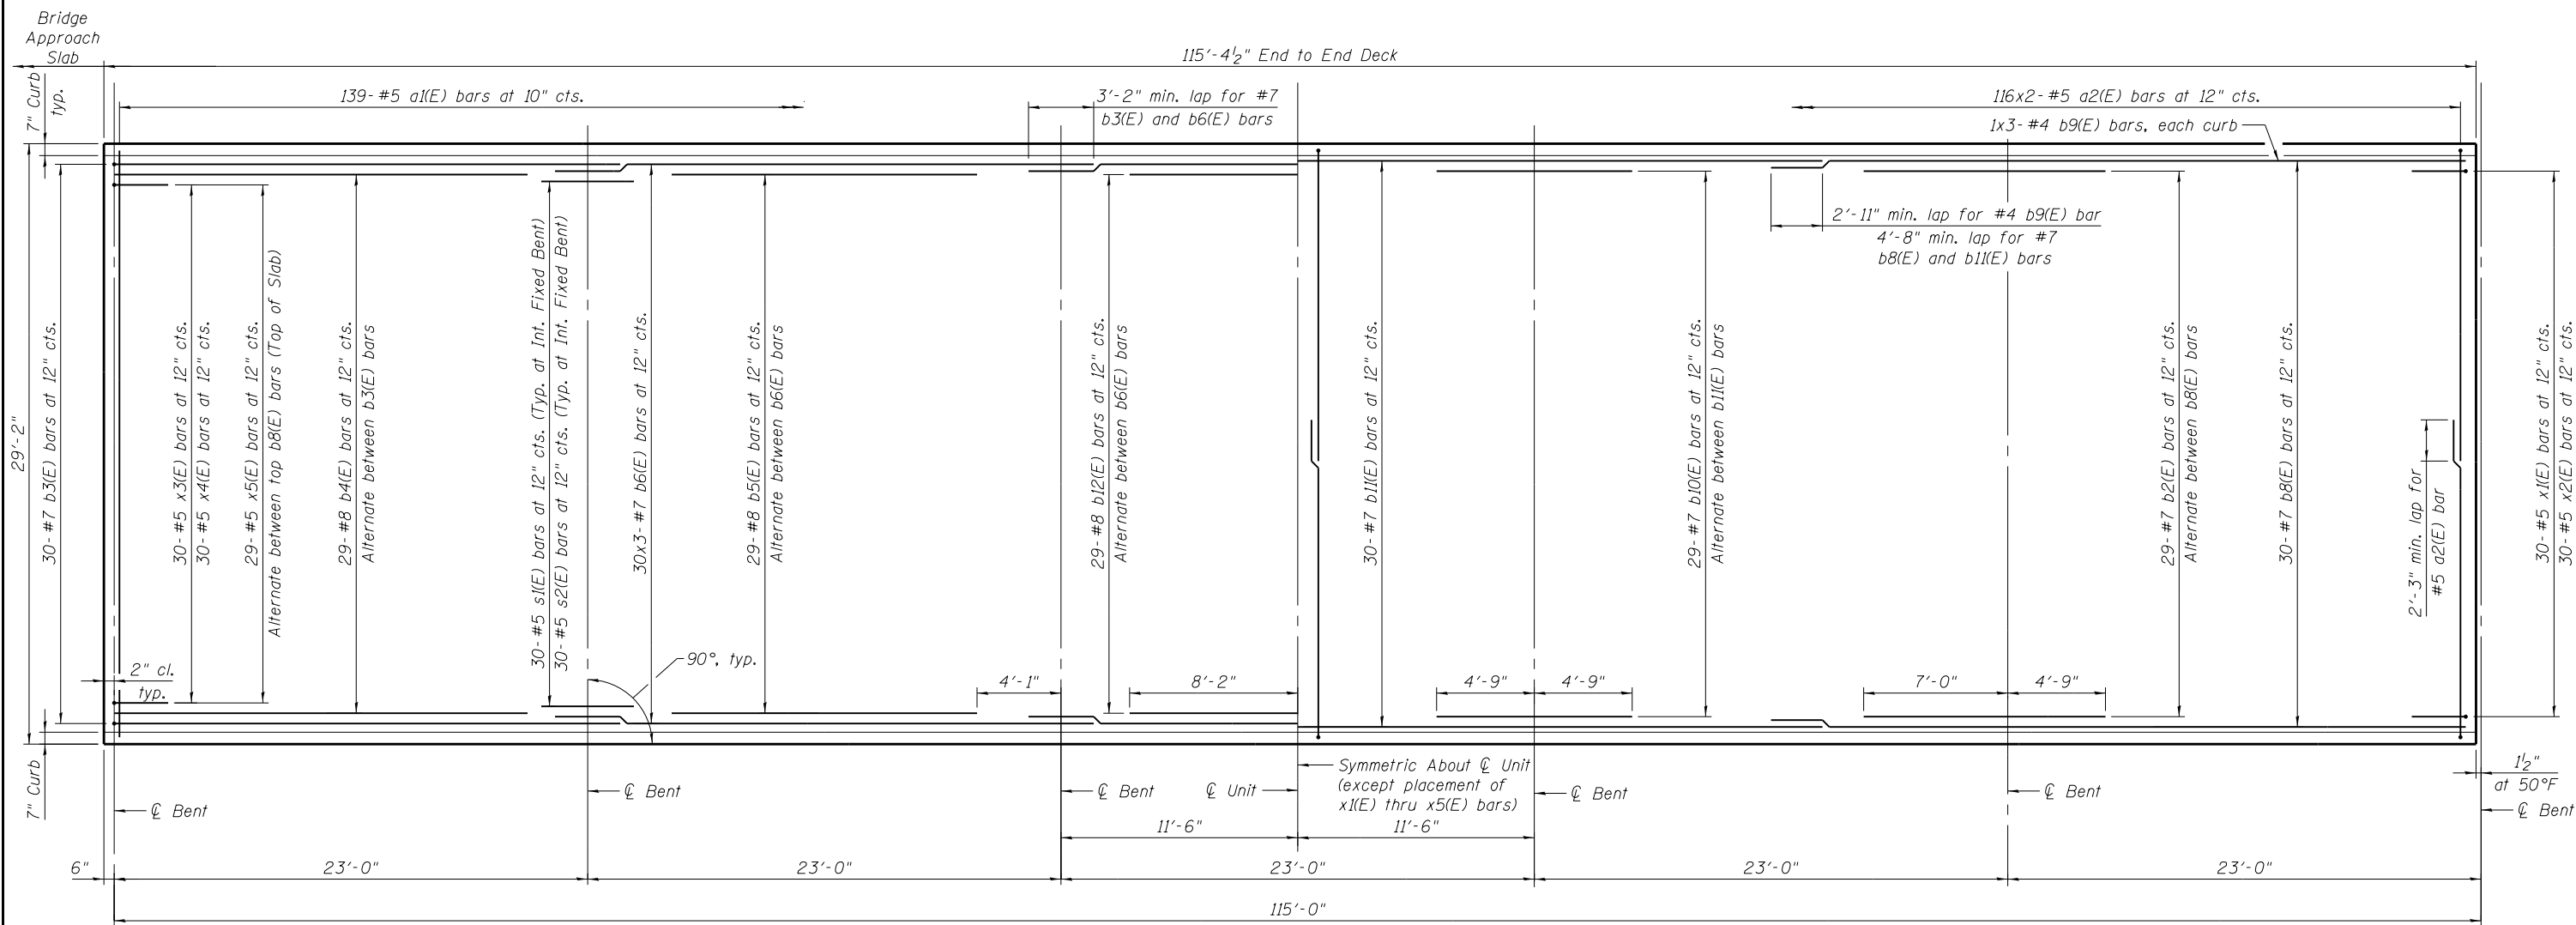 Bridge
Approach
Slab
115'-4 1/2" End to End Deck
7" Curb
typ.
139-#5 a1(E) bars at 10" cts.
3'-2" min. lap for #7
b3(E) and b6(E) bars
116x2-#5 a2(E) bars at 12" cts.
1x3-#4 b9(E) bars, each curb
2'-11" min. lap for #4 b9(E) bar
4'-8" min. lap for #7
b8(E) and b11(E) bars
29'-2"
30-#7 b3(E) bars at 12" cts.
30-#5 x3(E) bars at 12" cts.
30-#5 x4(E) bars at 12" cts.
29-#5 x5(E) bars at 12" cts.
Alternate between top b8(E) bars (Top of Slab)
29-#8 b4(E) bars at 12" cts.
Alternate between b3(E) bars
30-#5 s1(E) bars at 12" cts. (Typ. at Int. Fixed Bent)
30-#5 s2(E) bars at 12" cts. (Typ. at Int. Fixed Bent)
30x3-#7 b6(E) bars at 12" cts.
29-#8 b5(E) bars at 12" cts.
Alternate between b6(E) bars
29-#8 b12(E) bars at 12" cts.
Alternate between b6(E) bars
30-#7 b11(E) bars at 12" cts.
29-#7 b10(E) bars at 12" cts.
Alternate between b11(E) bars
29-#7 b2(E) bars at 12" cts.
Alternate between b8(E) bars
30-#7 b8(E) bars at 12" cts.
2'-3" min. lap for
#5 a2(E) bar
30-#5 x1(E) bars at 12" cts.
30-#5 x2(E) bars at 12" cts.
2" cl.
typ.
90°, typ.
4'-1"
8'-2"
4'-9"
4'-9"
7'-0"
4'-9"
7" Curb
℄ Bent
℄ Bent
℄ Bent
℄ Unit
Symmetric About ℄ Unit
(except placement of
x1(E) thru x5(E) bars)
℄ Bent
℄ Bent
1 1/2"
at 50°F
℄ Bent
11'-6"
11'-6"
6"
23'-0"
23'-0"
23'-0"
23'-0"
23'-0"
115'-0"